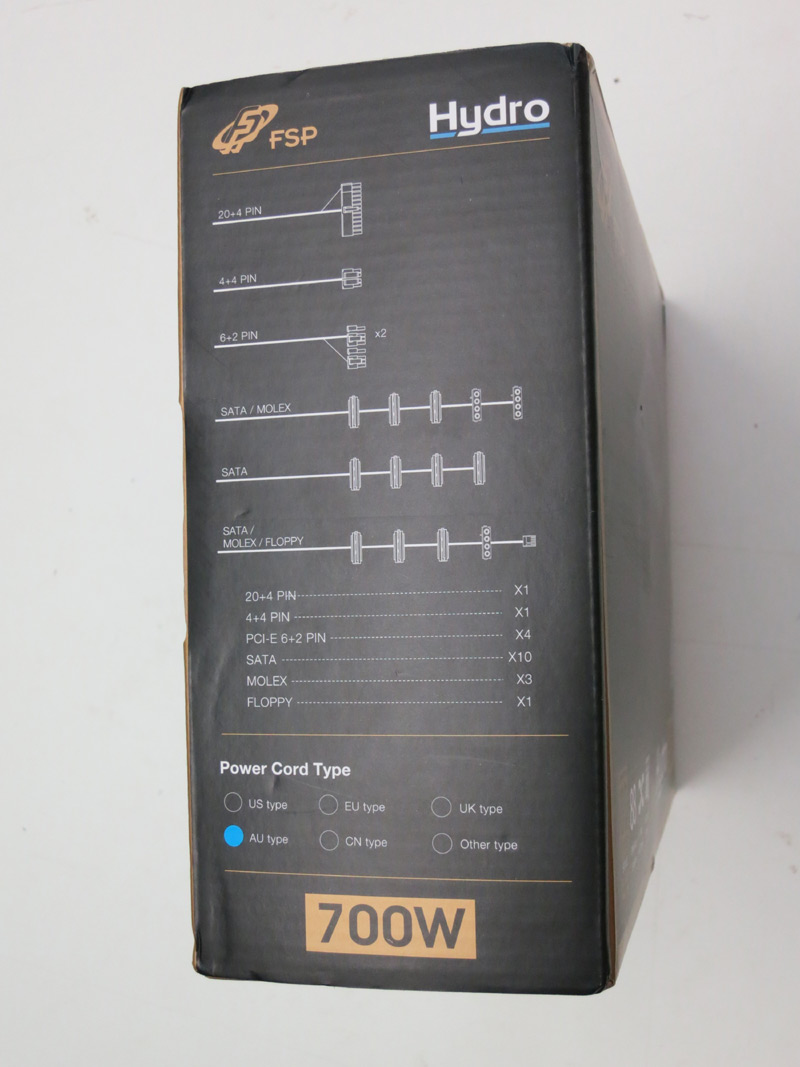 FSP
Hydro
20+4 PIN
4+4 PIN
6+2 PIN x2
SATA / MOLEX
SATA
SATA /
MOLEX / FLOPPY
20+4 PIN X1
4+4 PIN X1
PCI-E 6+2 PIN X4
SATA X10
MOLEX X3
FLOPPY X1
Power Cord Type
US type EU type UK type
AU type CN type Other type
700W